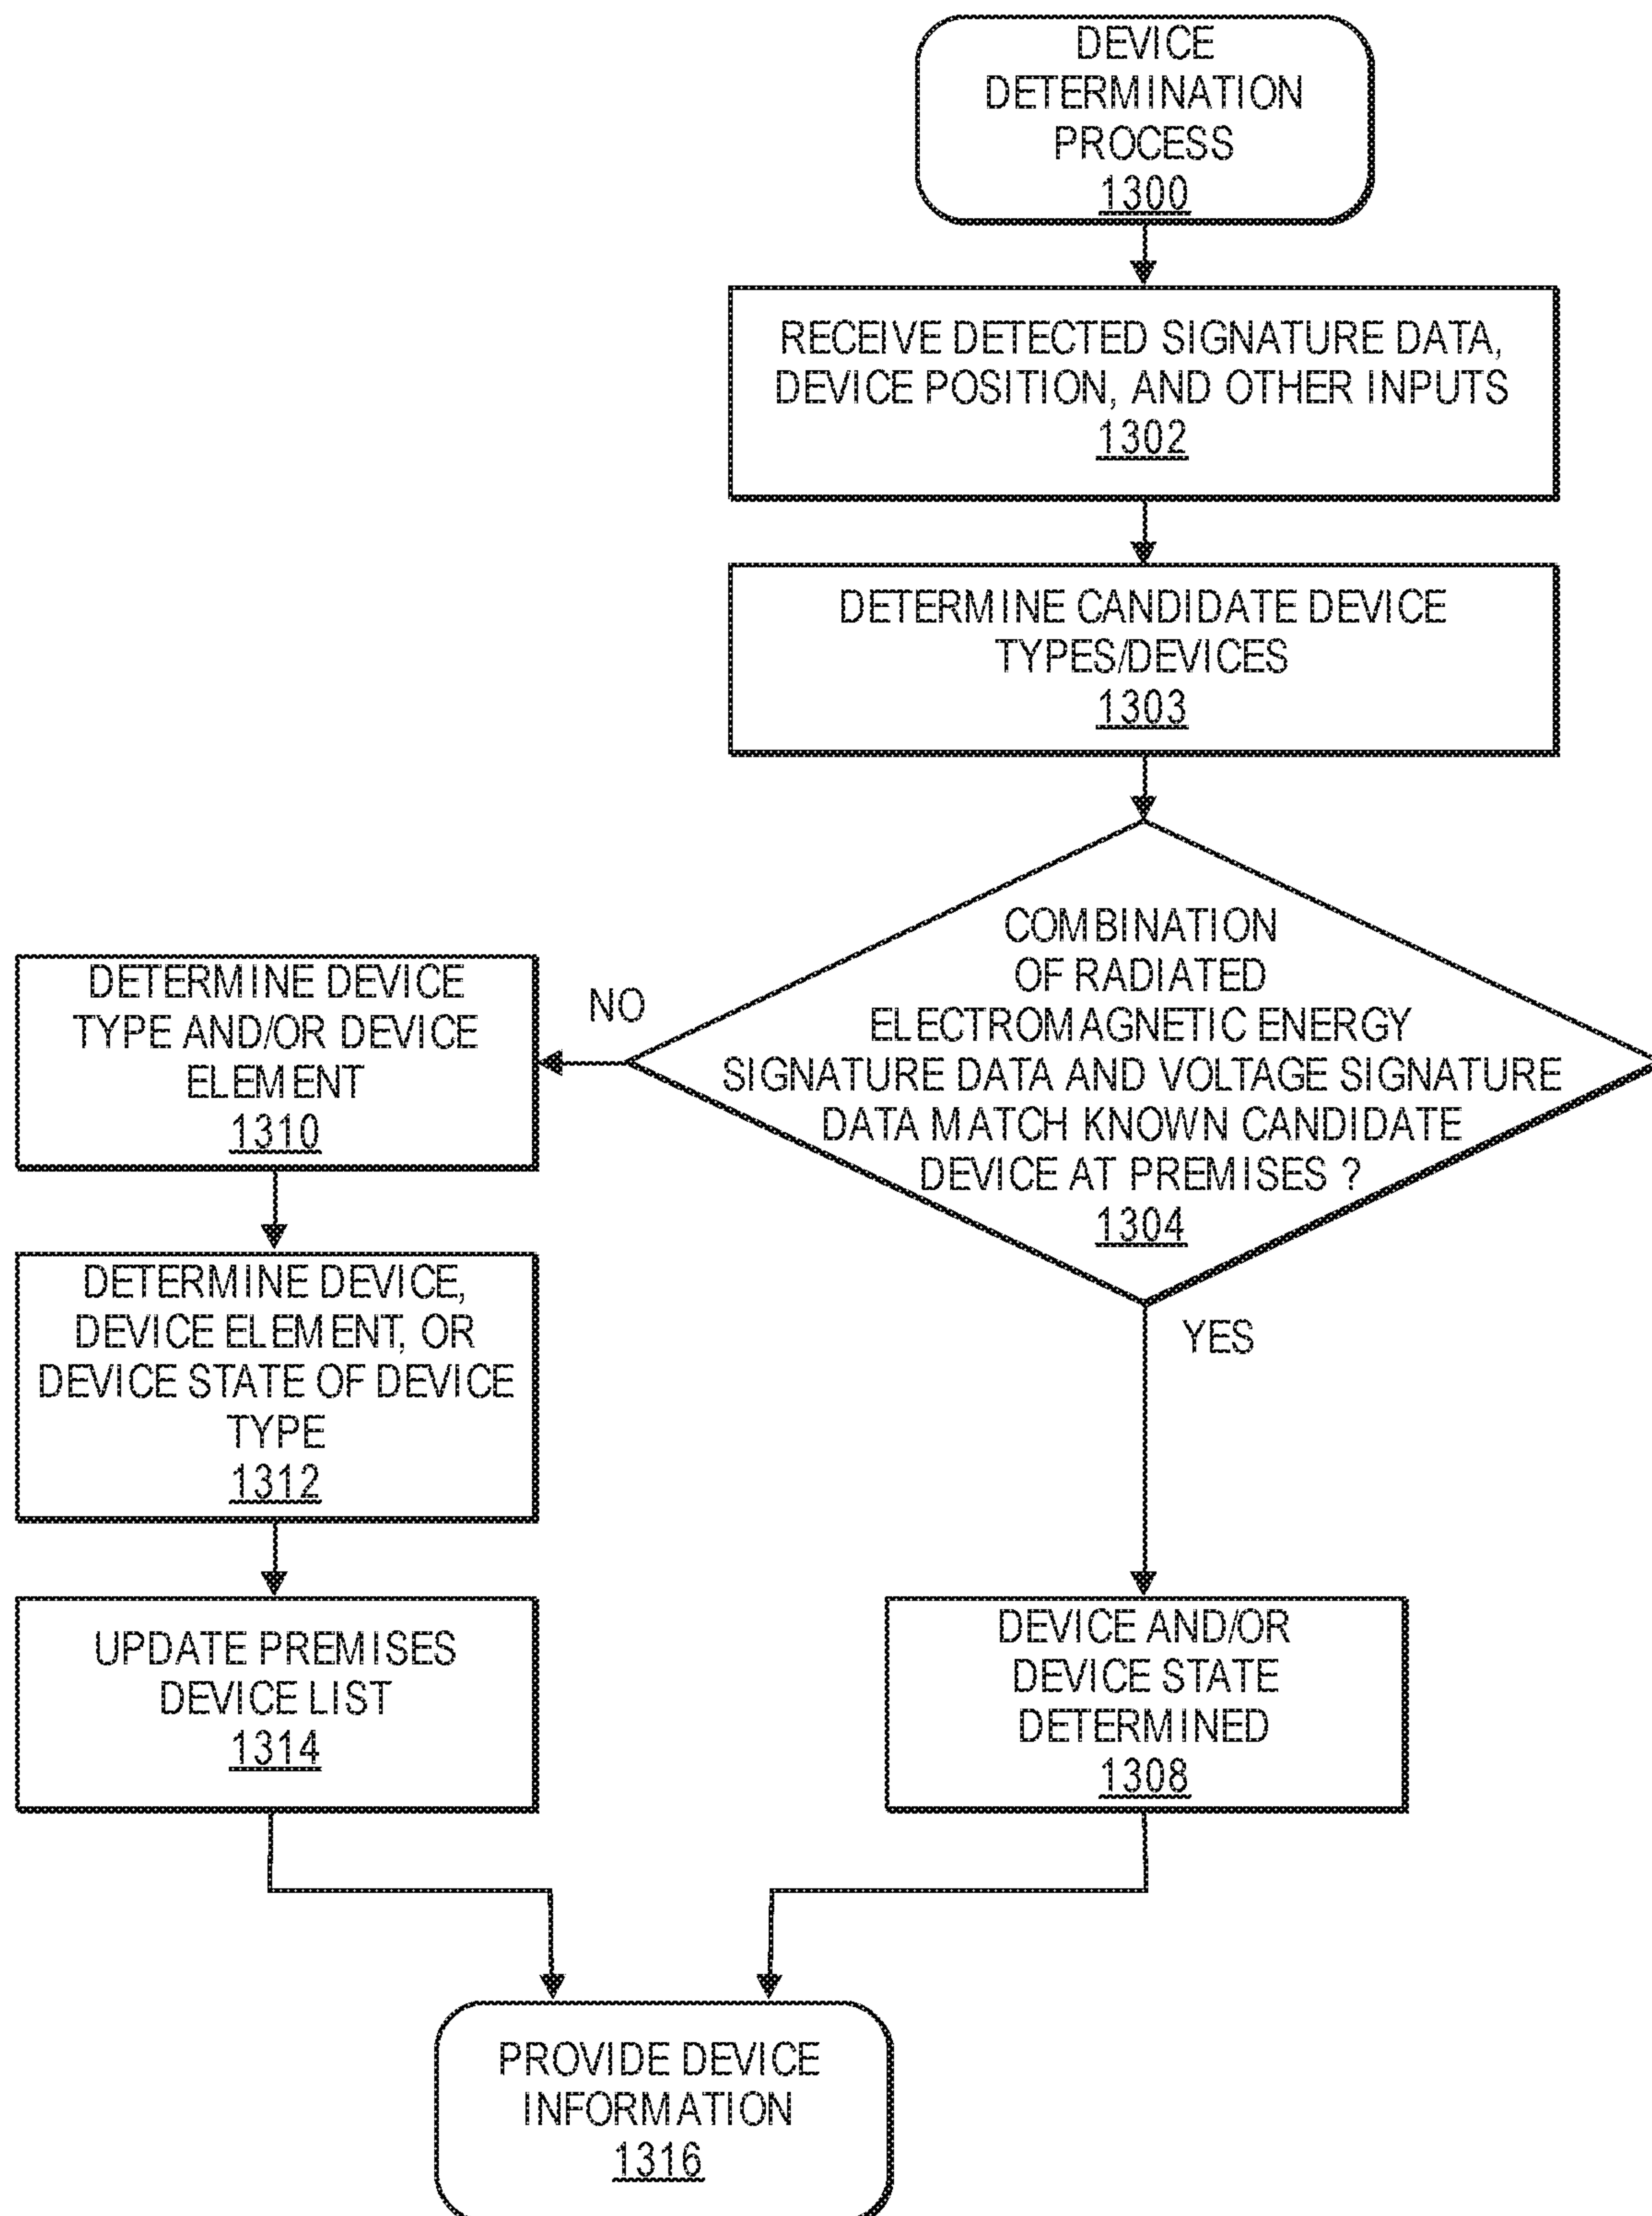 DEVICE
DETERMINATION
PROCESS
1300
RECEIVE DETECTED SIGNATURE DATA,
DEVICE POSITION, AND OTHER INPUTS
1302
DETERMINE CANDIDATE DEVICE
TYPES/DEVICES
1303
COMBINATION
OF RADIATED
ELECTROMAGNETIC ENERGY
SIGNATURE DATA AND VOLTAGE SIGNATURE
DATA MATCH KNOWN CANDIDATE
DEVICE AT PREMISES ?
1304
NO
YES
DETERMINE DEVICE
TYPE AND/OR DEVICE
ELEMENT
1310
DETERMINE DEVICE,
DEVICE ELEMENT, OR
DEVICE STATE OF DEVICE
TYPE
1312
UPDATE PREMISES
DEVICE LIST
1314
DEVICE AND/OR
DEVICE STATE
DETERMINED
1308
PROVIDE DEVICE
INFORMATION
1316